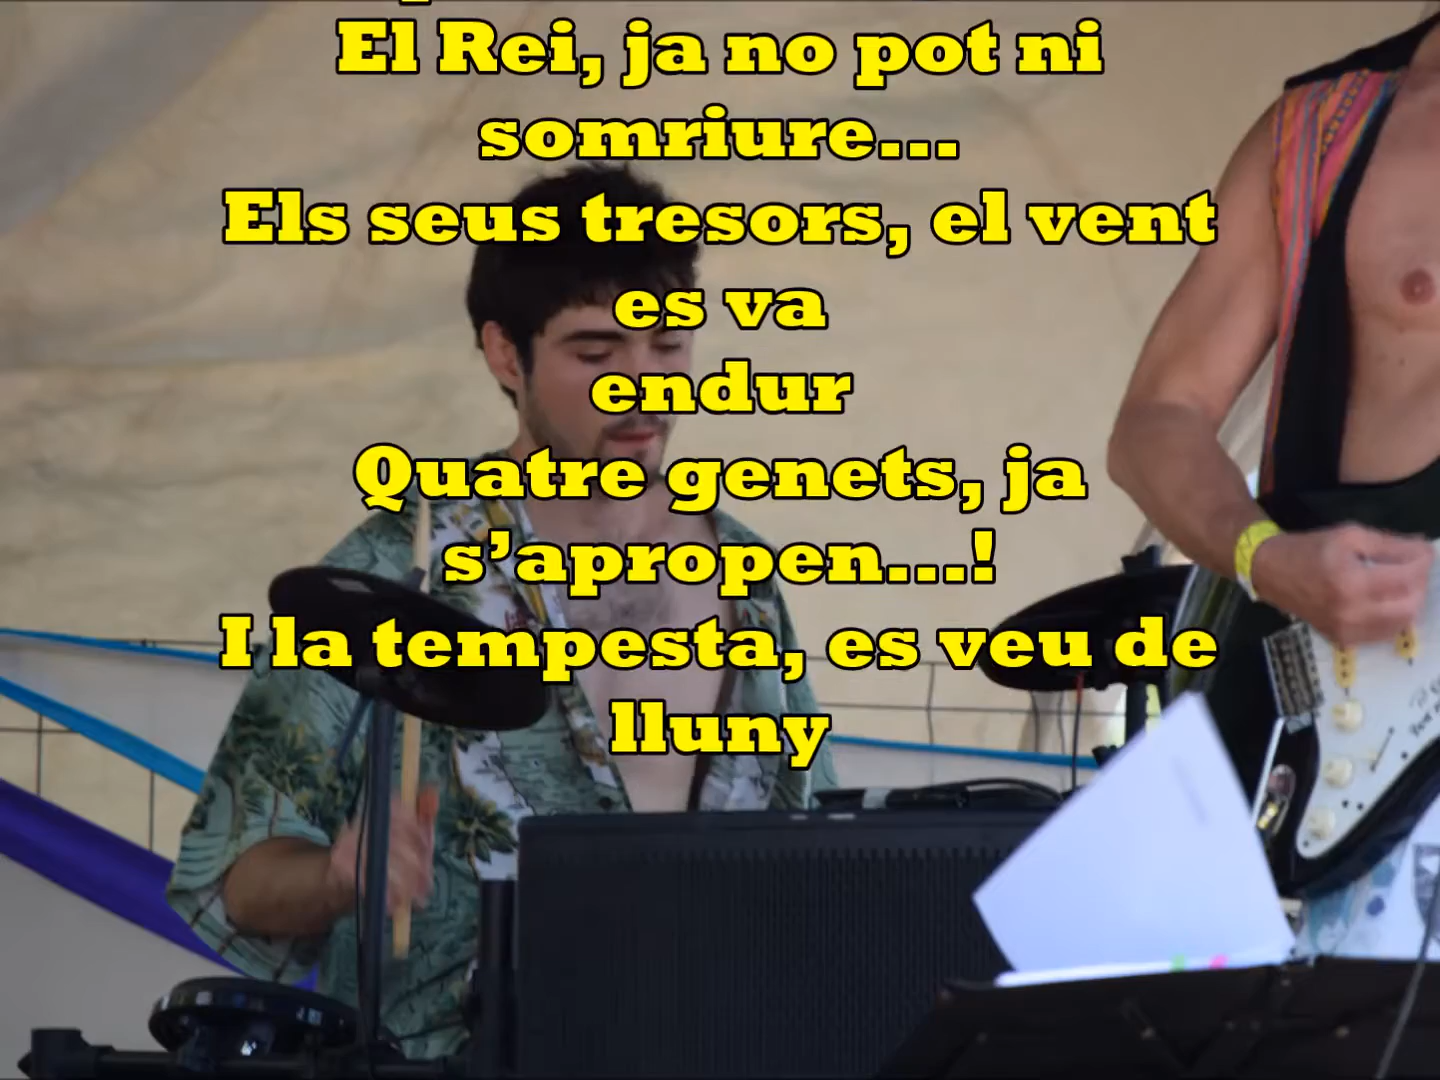 El Rei, ja no pot ni
somriure...
Els seus tresors, el vent
es va
endur
Quatre genets, ja
s’apropen...!
I la tempesta, es veu de
lluny